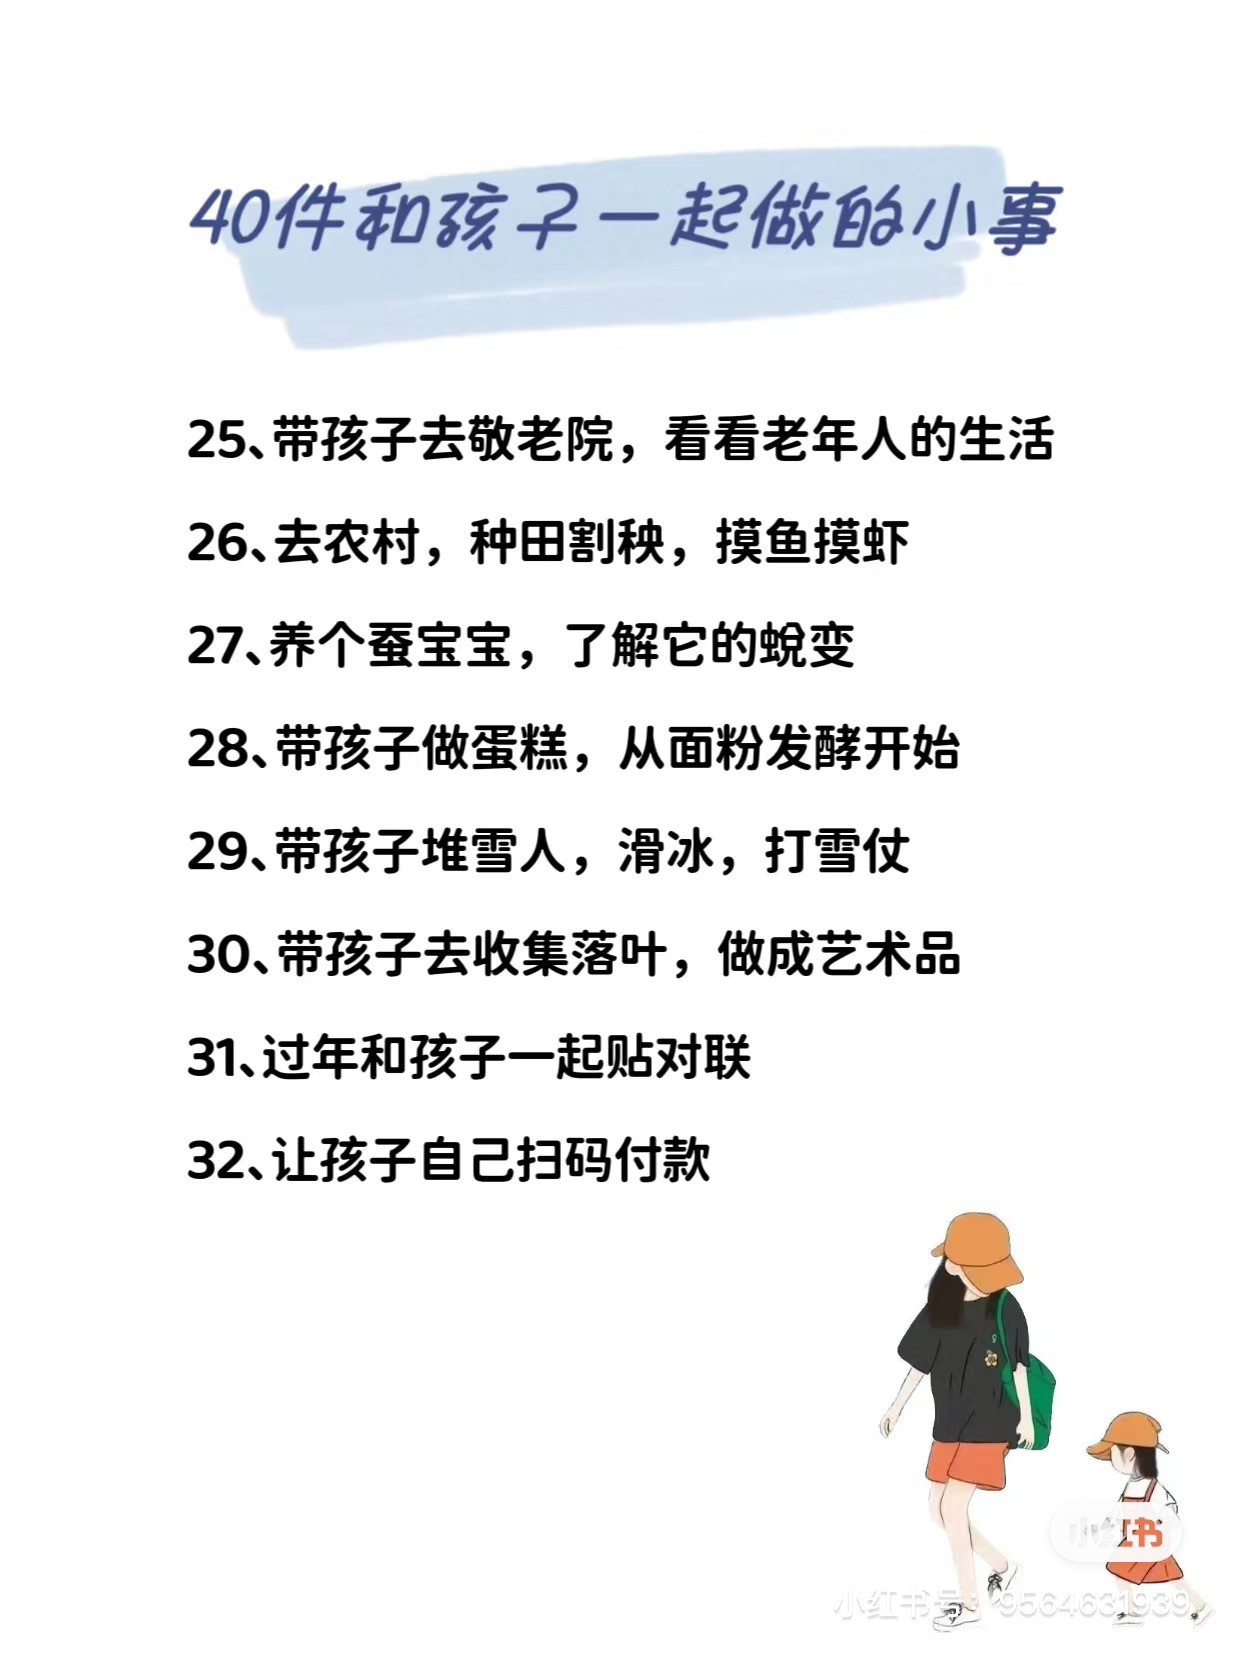 40件和孩子一起做的小事
25、带孩子去敬老院，看看老年人的生活
26、去农村，种田割秧，摸鱼摸虾
27、养个蚕宝宝，了解它的蜕变
28、带孩子做蛋糕，从面粉发酵开始
29、带孩子堆雪人，滑冰，打雪仗
30、带孩子去收集落叶，做成艺术品
31、过年和孩子一起贴对联
32、让孩子自己扫码付款
小红书
小红书号：9564631939